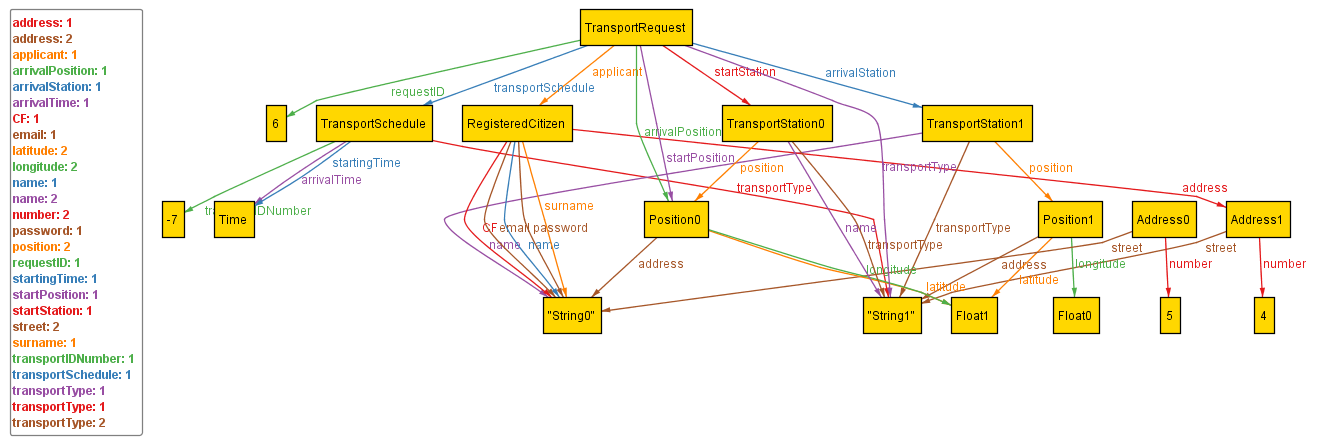 address: 1
address: 2
applicant: 1
arrivalPosition: 1
arrivalStation: 1
arrivalTime: 1
CF: 1
email: 1
latitude: 2
longitude: 2
name: 1
name: 2
number: 2
password: 1
position: 2
requestID: 1
startingTime: 1
startPosition: 1
startStation: 1
street: 2
surname: 1
transportIDNumber: 1
transportSchedule: 1
transportType: 1
transportType: 1
transportType: 2
TransportRequest
requestID
transportSchedule
applicant
startStation
arrivalStation
6
TransportSchedule
RegisteredCitizen
TransportStation0
TransportStation1
arrivalPosition
startPosition
transportType
startingTime
arrivalTime
position
position
transportType
address
surname
-7
Time
IDNumber
Position0
Position1
Address0
Address1
CF email password
name name
name
transportType
transportType
street
street
address
longitude
address
longitude
number
number
latitude
latitude
"String0"
"String1"
Float1
Float0
5
4